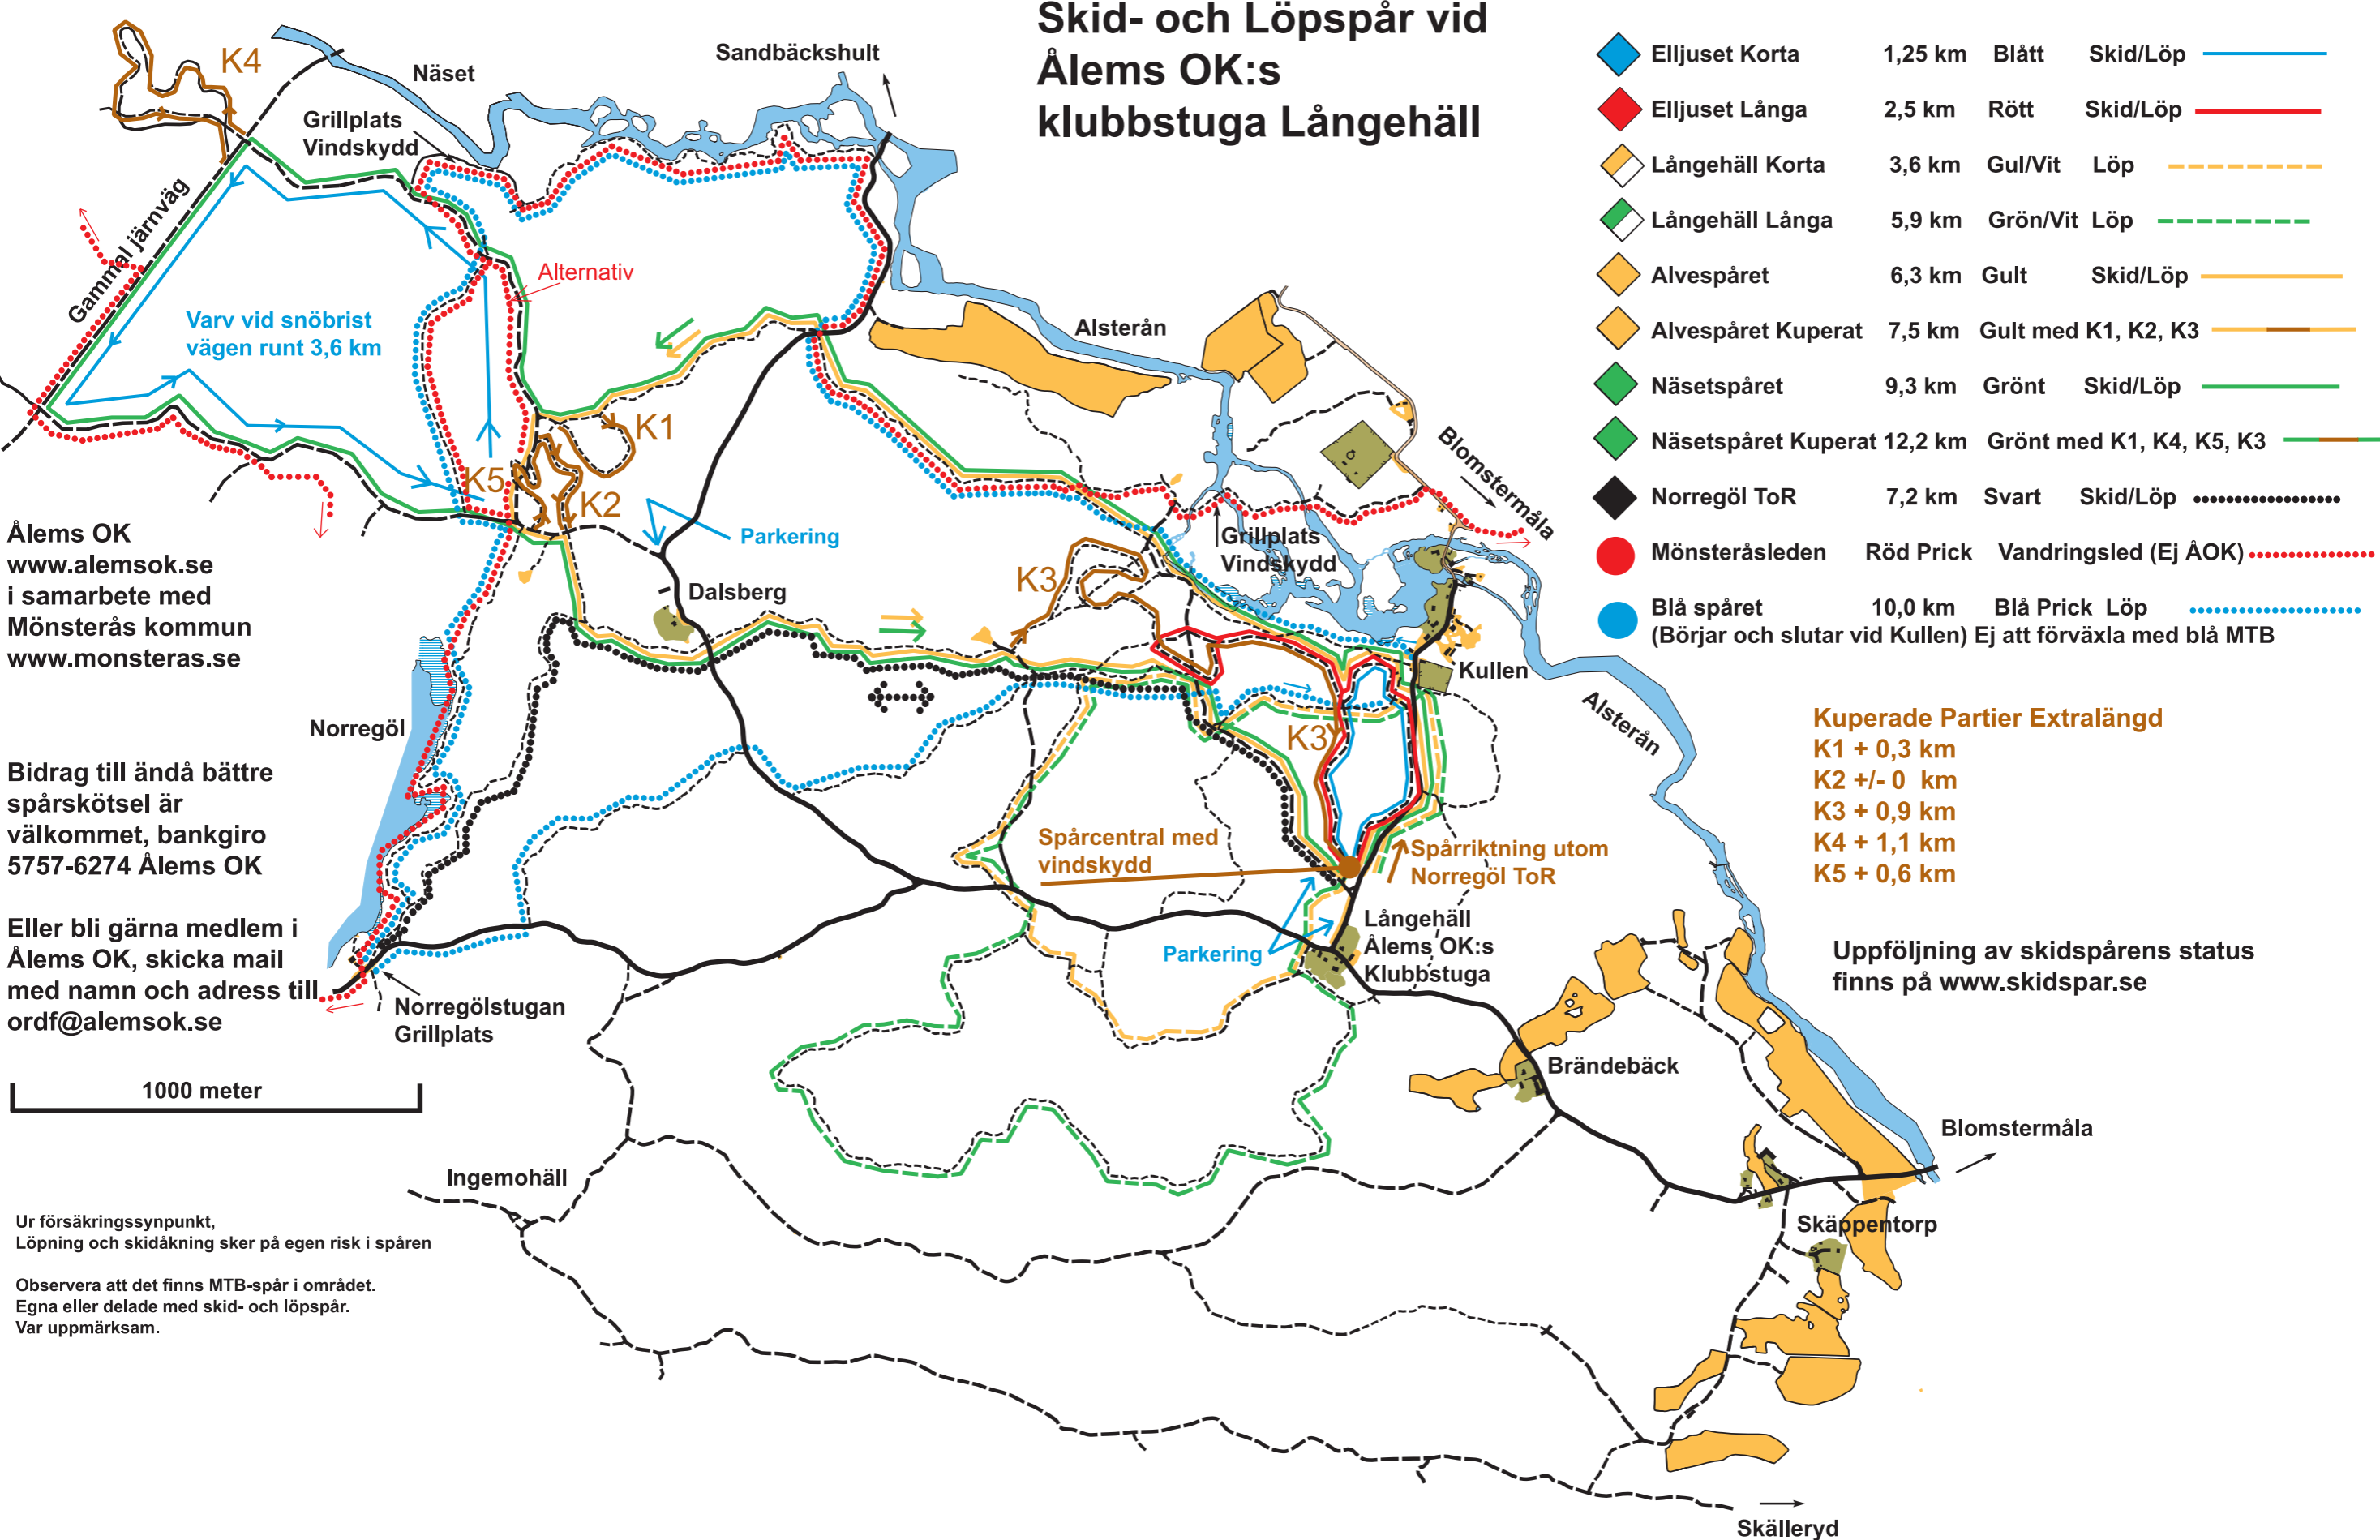 Skid- och Löpspår vid
Ålems OK:s
klubbstuga Långehäll
Elljuset Korta 1,25 km Blått Skid/Löp
Elljuset Långa 2,5 km Rött Skid/Löp
Långehäll Korta 3,6 km Gul/Vit Löp
Långehäll Långa 5,9 km Grön/Vit Löp
Alvespåret 6,3 km Gult Skid/Löp
Alvespåret Kuperat 7,5 km Gult med K1, K2, K3
Näsetspåret 9,3 km Grönt Skid/Löp
Näsetspåret Kuperat 12,2 km Grönt med K1, K4, K5, K3
Norregöl ToR 7,2 km Svart Skid/Löp
Mönsteråsleden Röd Prick Vandringsled (Ej ÅOK)
Blå spåret 10,0 km Blå Prick Löp
(Börjar och slutar vid Kullen) Ej att förväxla med blå MTB
Kuperade Partier Extralängd
K1 + 0,3 km
K2 +/- 0 km
K3 + 0,9 km
K4 + 1,1 km
K5 + 0,6 km
Uppföljning av skidspårens status
finns på www.skidspar.se
K4
Näset
Sandbäckshult
Grillplats
Vindskydd
Gammal järnväg
Alternativ
Varv vid snöbrist
vägen runt 3,6 km
Alsterån
K1
K5
K2
Parkering
Blomstermåla
Grillplats
Vindskydd
K3
Dalsberg
Kullen
Alsterån
Norregöl
K3
Spårcentral med
vindskydd
Spårriktning utom
Norregöl ToR
Parkering
Långehäll
Ålems OK:s
Klubbstuga
Norregölstugan
Grillplats
Brändebäck
Blomstermåla
Ingemohäll
Skäppentorp
Skälleryd
Ålems OK
www.alemsok.se
i samarbete med
Mönsterås kommun
www.monsteras.se
Bidrag till ändå bättre
spårskötsel är
välkommet, bankgiro
5757-6274 Ålems OK
Eller bli gärna medlem i
Ålems OK, skicka mail
med namn och adress till
ordf@alemsok.se
1000 meter
Ur försäkringssynpunkt,
Löpning och skidåkning sker på egen risk i spåren
Observera att det finns MTB-spår i området.
Egna eller delade med skid- och löpspår.
Var uppmärksam.